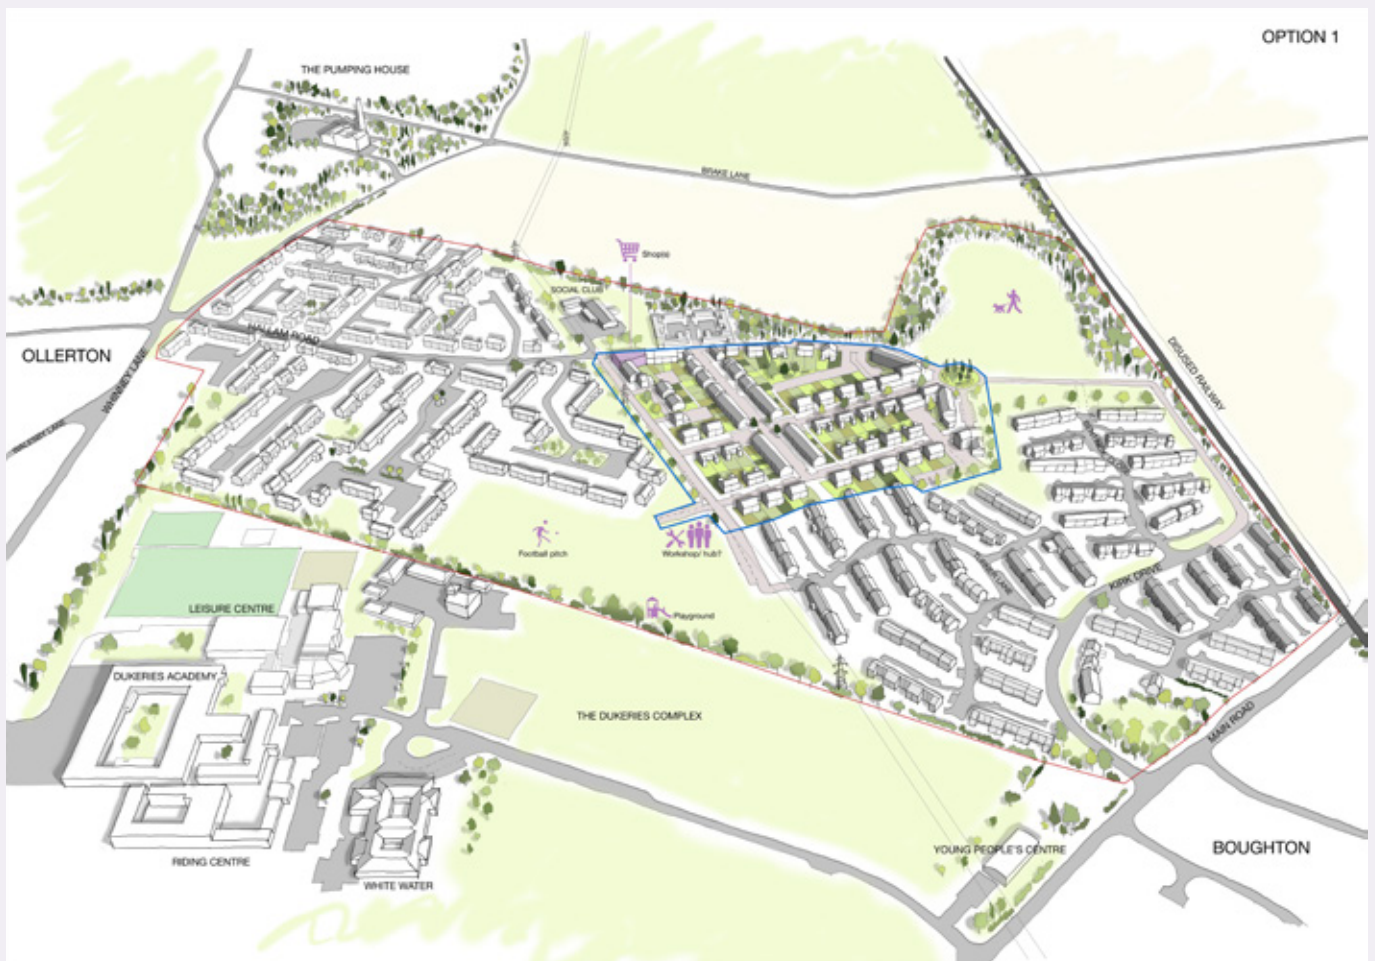 OPTION 1
THE PUMPING HOUSE
BRAKE LANE
Shop(s)
SOCIAL CLUB
HALLAM ROAD
OLLERTON
WHINNEY LANE
DISUSED RAILWAY
Football pitch
Workshop/ hub?
KIRK DRIVE
LEISURE CENTRE
Playground
DUKERIES ACADEMY
THE DUKERIES COMPLEX
MAIN ROAD
YOUNG PEOPLE'S CENTRE
BOUGHTON
RIDING CENTRE
WHITE WATER